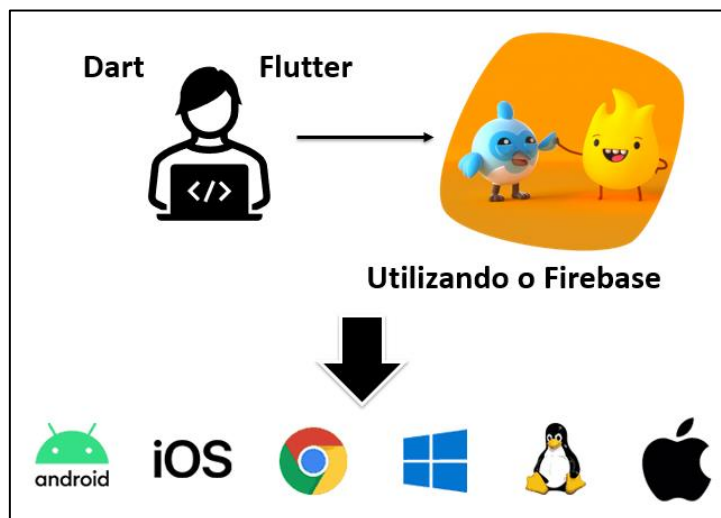 Dart Flutter
</>
Utilizando o Firebase
android
iOS